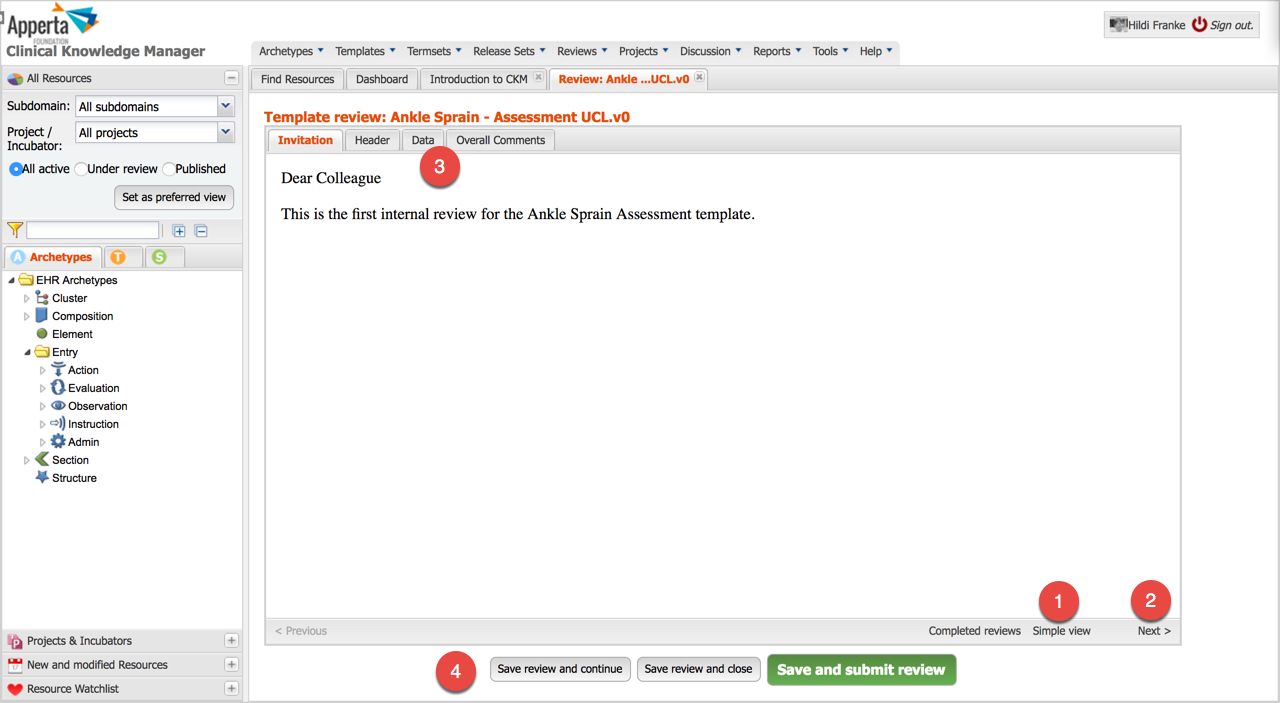 Apperta
FOUNDATION
Clinical Knowledge Manager
Hildi Franke Sign out.
Archetypes Templates Termsets Release Sets Reviews Projects Discussion Reports Tools Help
All Resources
Find Resources Dashboard Introduction to CKM Review: Ankle ...UCL.v0
Subdomain: All subdomains
Project / Incubator: All projects
All active Under review Published
Set as preferred view
A Archetypes T S
EHR Archetypes
Cluster
Composition
Element
Entry
Action
Evaluation
Observation
Instruction
Admin
Section
Structure
Projects & Incubators
New and modified Resources
Resource Watchlist
Template review: Ankle Sprain - Assessment UCL.v0
Invitation Header Data Overall Comments
3
Dear Colleague
This is the first internal review for the Ankle Sprain Assessment template.
1 2
< Previous Completed reviews Simple view Next >
4 Save review and continue Save review and close Save and submit review